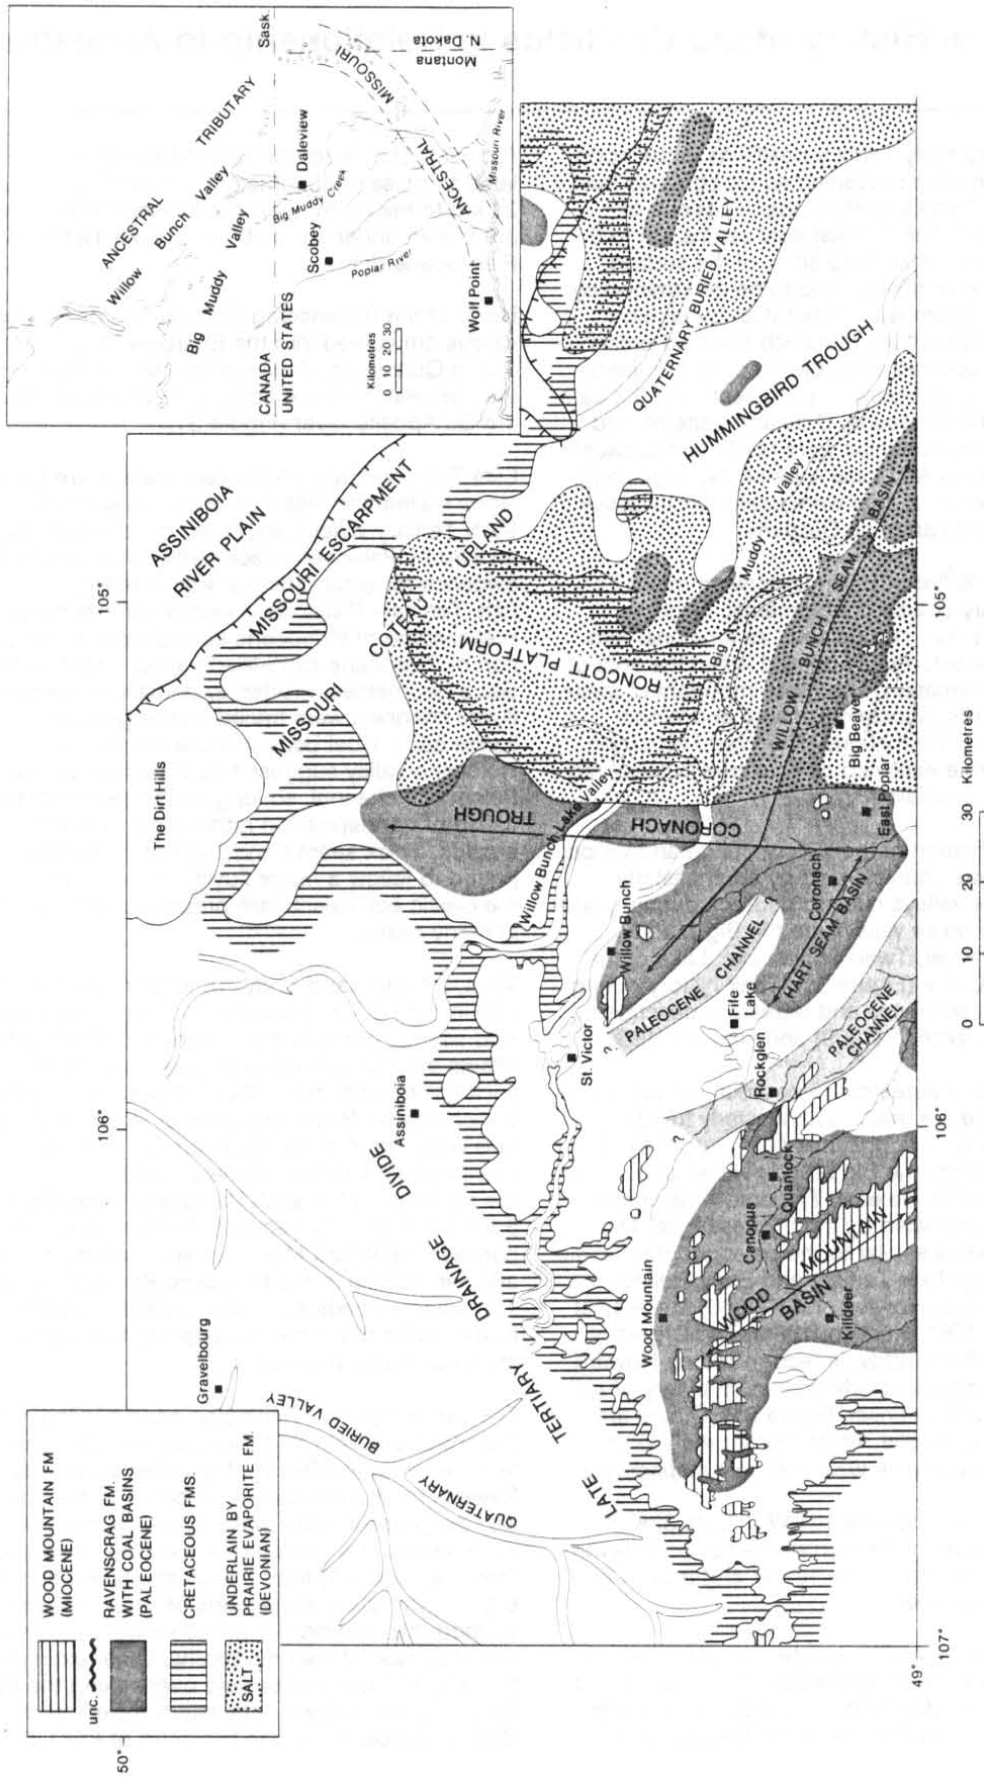 WOOD MOUNTAIN FM
(MIOCENE)
unc.
RAVENSCRAG FM.
WITH COAL BASINS
(PALEOCENE)
CRETACEOUS FMS.
SALT
UNDERLAIN BY
PRAIRIE EVAPORITE FM.
(DEVONIAN)
50°
106°
105°
Gravelbourg
Assiniboia
The Dirt Hills
ASSINIBOIA
RIVER PLAIN
MISSOURI ESCARPMENT
MISSOURI
COTEAU
UPLAND
BURIED VALLEY
QUATERNARY
LATE
TERTIARY
DRAINAGE
DIVIDE
St. Victor
Willow Bunch Lake Valley
CORONACH
TROUGH
RONCOTT PLATFORM
Big
Muddy
Valley
HUMMINGBIRD TROUGH
QUATERNARY BURIED VALLEY
Wood Mountain
WOOD
MOUNTAIN
BASIN
Canopus
Quantock
Killdeer
Rockglen
Fife
Lake
?
?
?
?
PALEOCENE CHANNEL
PALEOCENE
CHANNEL
Willow Bunch
HART SEAM BASIN
Coronach
East Poplar
Big Beaver
WILLOW BUNCH SEAM BASIN
49°
107°
106°
105°
0 10 20 30
Kilometres
ANCESTRAL
TRIBUTARY
Willow Bunch Valley
Big Muddy Valley
CANADA
UNITED STATES
Sask.
Montana
N. Dakota
Scobey
Daleview
Big Muddy Creek
Poplar River
Wolf Point
Missouri River
ANCESTRAL
MISSOURI
Kilometres
0 10 20 30